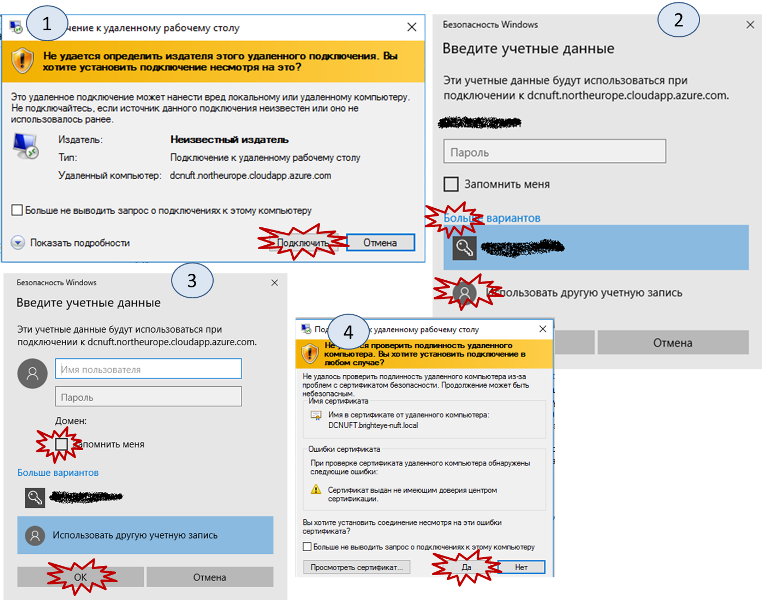 1
чение к удаленному рабочему столу
Не удается определить издателя этого удаленного подключения. Вы
хотите установить подключение несмотря на это?
Это удаленное подключение может нанести вред локальному или удаленному компьютеру.
Не подключайтесь, если источник данного подключения неизвестен или оно не
использовалось ранее.
Издатель: Неизвестный издатель
Тип: Подключение к удаленному рабочему столу
Удаленный компьютер: dcnuft.northeurope.cloudapp.azure.com
Больше не выводить запрос о подключениях к этому компьютеру
Показать подробности
Подключить
Отмена
2
Безопасность Windows
Введите учетные данные
Эти учетные данные будут использоваться при
подключении к dcnuft.northeurope.cloudapp.azure.com.
Пароль
Запомнить меня
Больше вариантов
Использовать другую учетную запись
Отмена
3
Безопасность Windows
Введите учетные данные
Эти учетные данные будут использоваться при
подключении к dcnuft.northeurope.cloudapp.azure.com.
Имя пользователя
Пароль
Домен:
Запомнить меня
Больше вариантов
Использовать другую учетную запись
ОК
Отмена
4
к удаленному рабочему столу
Не удается проверить подлинность удаленного
компьютера. Вы хотите установить подключение в
любом случае?
Не удалось проверить подлинность удаленного компьютера из-за
проблем с сертификатом безопасности. Продолжение может быть
небезопасным.
Имя сертификата
Имя в сертификате от удаленного компьютера:
DCNUFT.brighteye-nuft.local
Ошибки сертификата
При проверке сертификата удаленного компьютера обнаружены
следующие ошибки:
Сертификат выдан не имеющим доверия центром
сертификации.
Вы хотите установить соединение несмотря на эти ошибки
сертификата?
Больше не выводить запрос о подключениях к этому компьютеру
Просмотреть сертификат...
Да
Нет